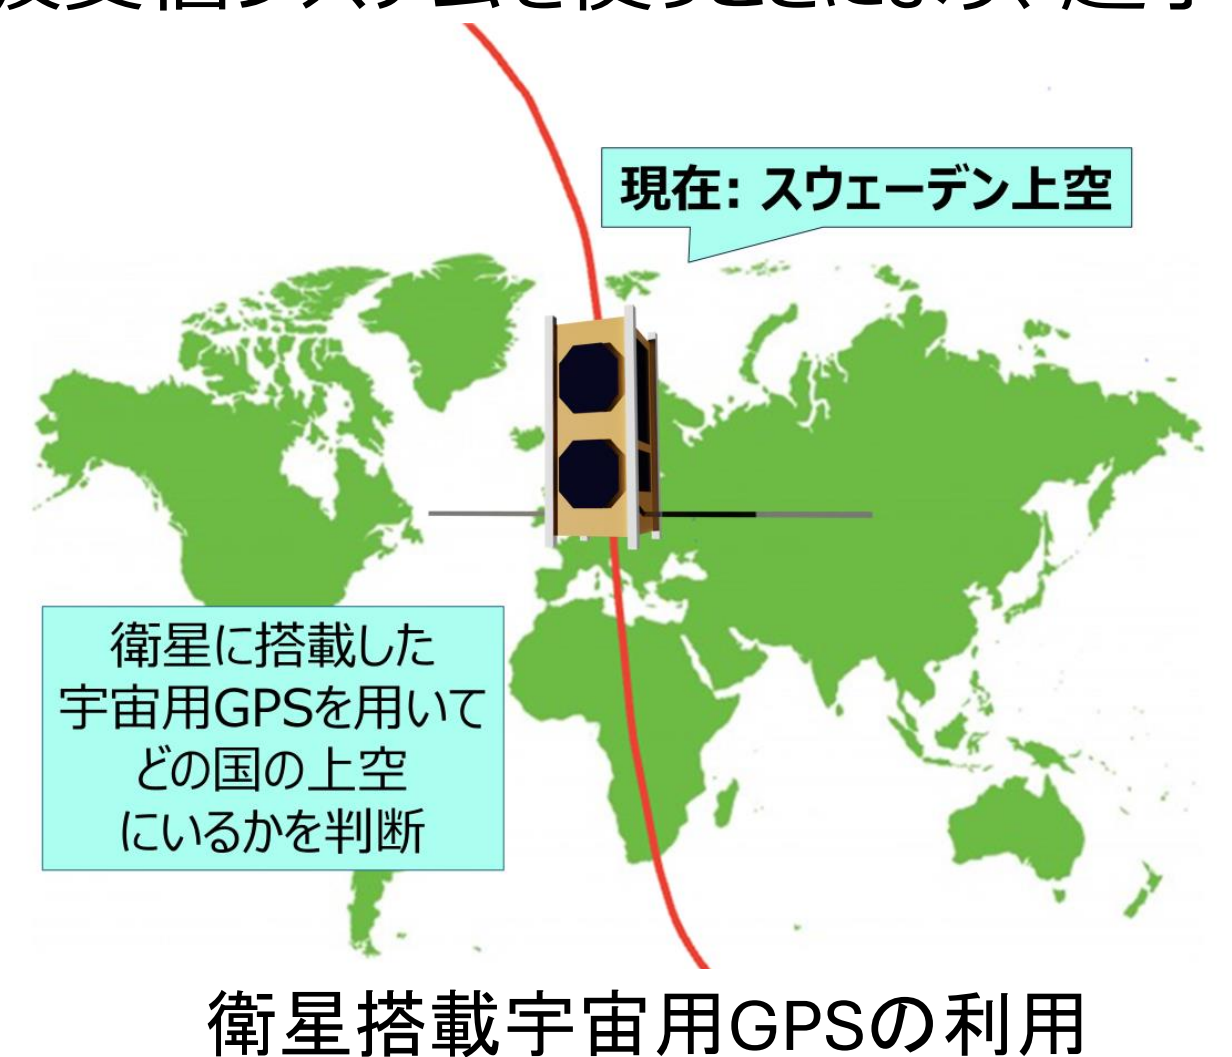 現在: スウェーデン上空
衛星に搭載した
宇宙用GPSを用いて
どの国の上空
にいるかを判断
衛星搭載宇宙用GPSの利用